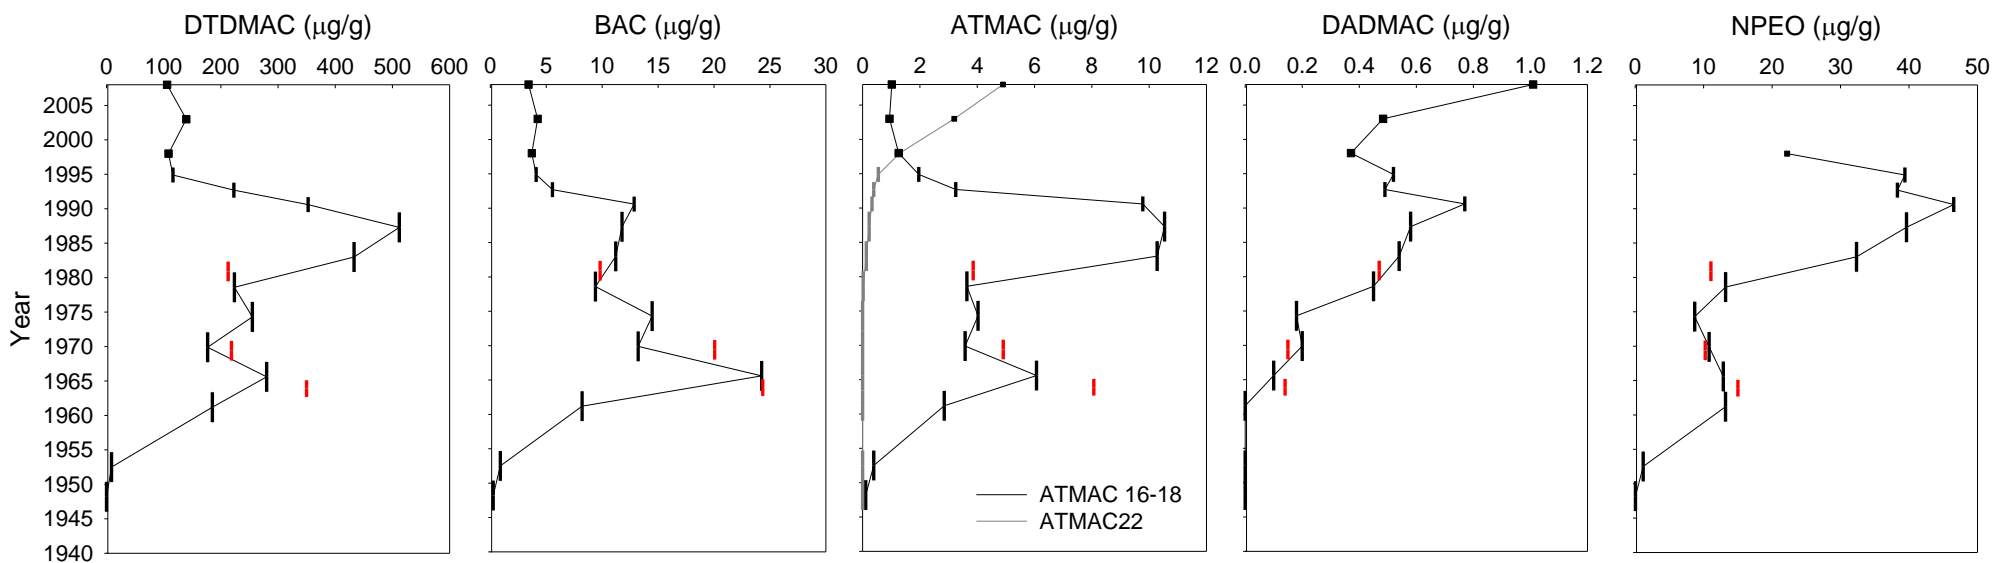 DTDMAC (μg/g) BAC (μg/g) ATMAC (μg/g) DADMAC (μg/g) NPEO (μg/g)
0 100 200 300 400 500 600 0 5 10 15 20 25 30 0 2 4 6 8 10 12 0.0 0.2 0.4 0.6 0.8 1.0 1.2 0 10 20 30 40 50
2005
2000
1995
1990
1985
1980
1975
1970
1965
1960
1955
1950
1945
1940
Year
ATMAC 16-18
ATMAC22